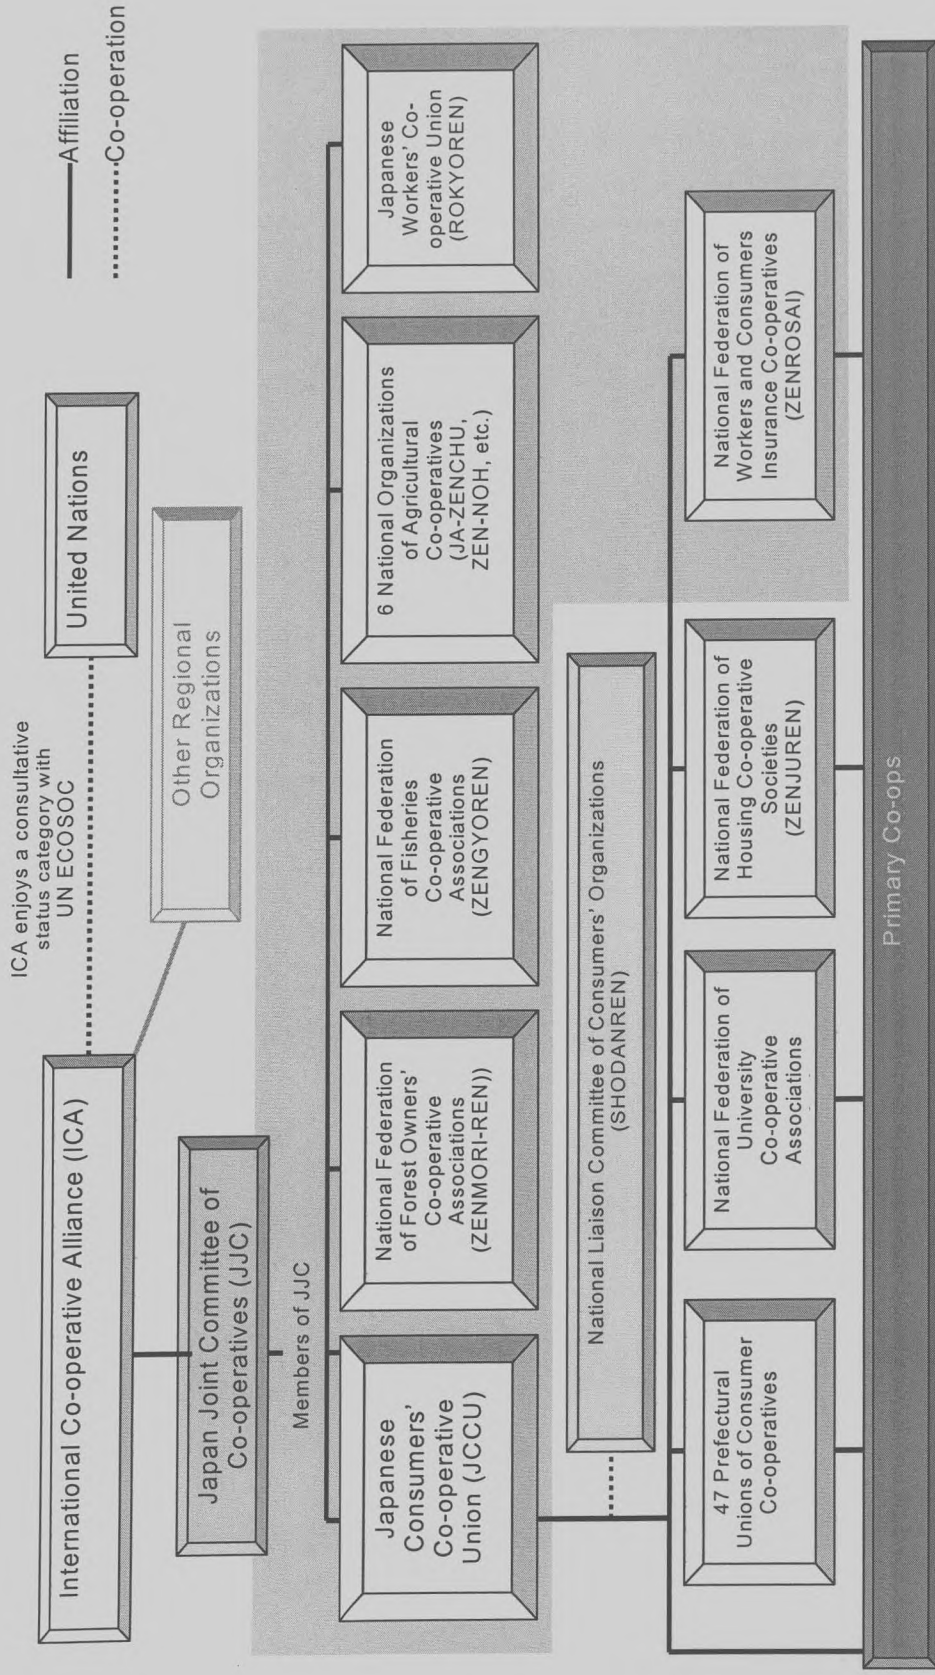 Affiliation
Co-operation
ICA enjoys a consultative
status category with
UN ECOSOC
International Co-operative Alliance (ICA)
United Nations
Other Regional
Organizations
Japan Joint Committee of
Co-operatives (JJC)
Members of JJC
Japanese
Consumers'
Co-operative
Union (JCCU)
National Federation
of Forest Owners'
Co-operative
Associations
(ZENMORI-REN))
National Federation
of Fisheries
Co-operative
Associations
(ZENGYOREN)
6 National Organizations
of Agricultural
Co-operatives
(JA-ZENCHU,
ZEN-NOH, etc.)
Japanese
Workers' Co-
operative Union
(ROKYOREN)
National Liaison Committee of Consumers' Organizations
(SHODANREN)
47 Prefectural
Unions of Consumer
Co-operatives
National Federation of
University
Co-operative
Associations
National Federation of
Housing Co-operative
Societies
(ZENJUREN)
National Federation of
Workers and Consumers
Insurance Co-operatives
(ZENROSAI)
Primary Co-ops